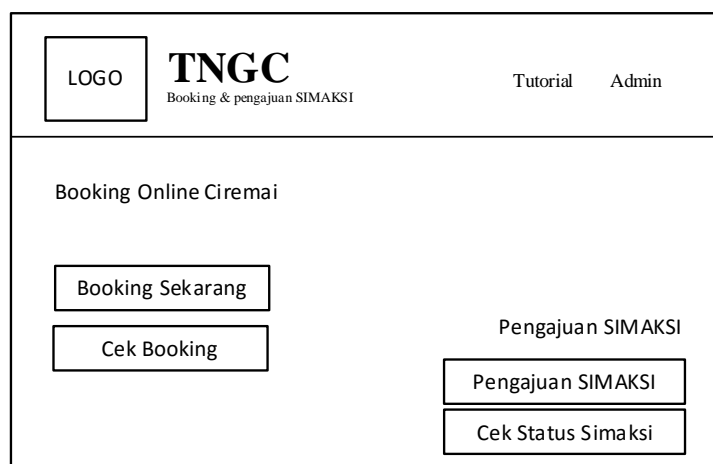 LOGO
TNGC
Booking & pengajuan SIMAKSI
Tutorial
Admin
Booking Online Ciremai
Booking Sekarang
Cek Booking
Pengajuan SIMAKSI
Pengajuan SIMAKSI
Cek Status Simaksi